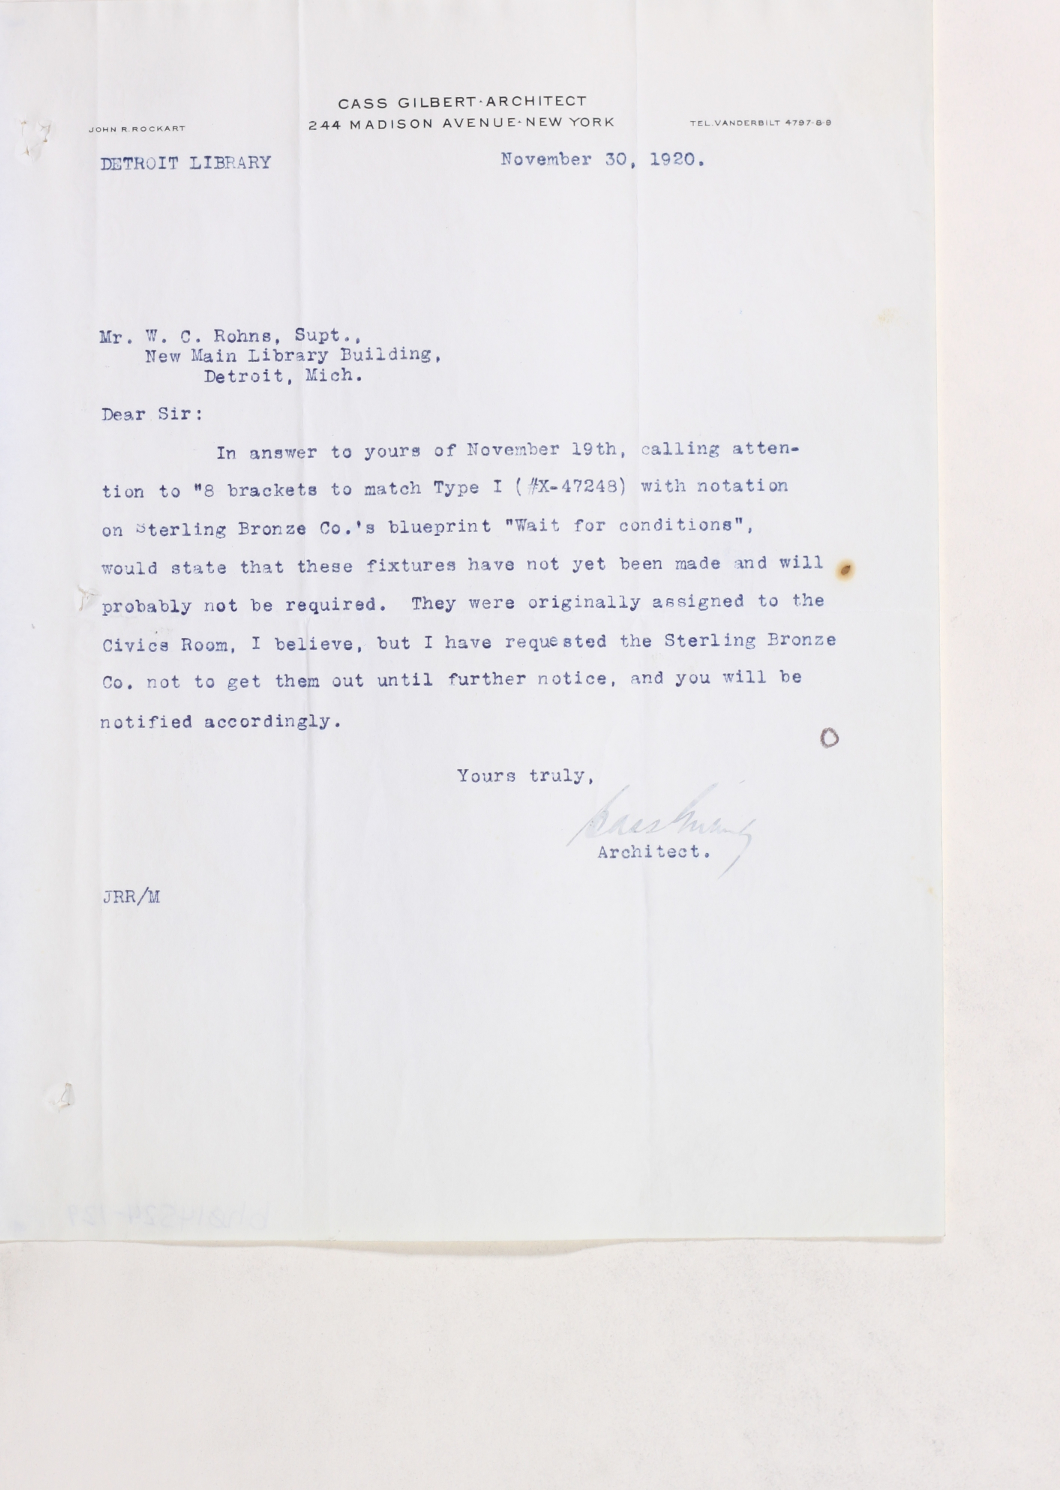 CASS GILBERT·ARCHITECT
244 MADISON AVENUE·NEW YORK
JOHN R. ROCKART
TEL. VANDERBILT 4797-8-9
DETROIT LIBRARY
November 30, 1920.
Mr. W. C. Rohns, Supt.,
New Main Library Building,
Detroit, Mich.
Dear Sir:
In answer to yours of November 19th, calling atten-
tion to "8 brackets to match Type I (#X-47248) with notation
on Sterling Bronze Co.'s blueprint "Wait for conditions",
would state that these fixtures have not yet been made and will
probably not be required. They were originally assigned to the
Civics Room, I believe, but I have requested the Sterling Bronze
Co. not to get them out until further notice, and you will be
notified accordingly.
Yours truly,
Cass Gilbert
Architect.
JRR/M